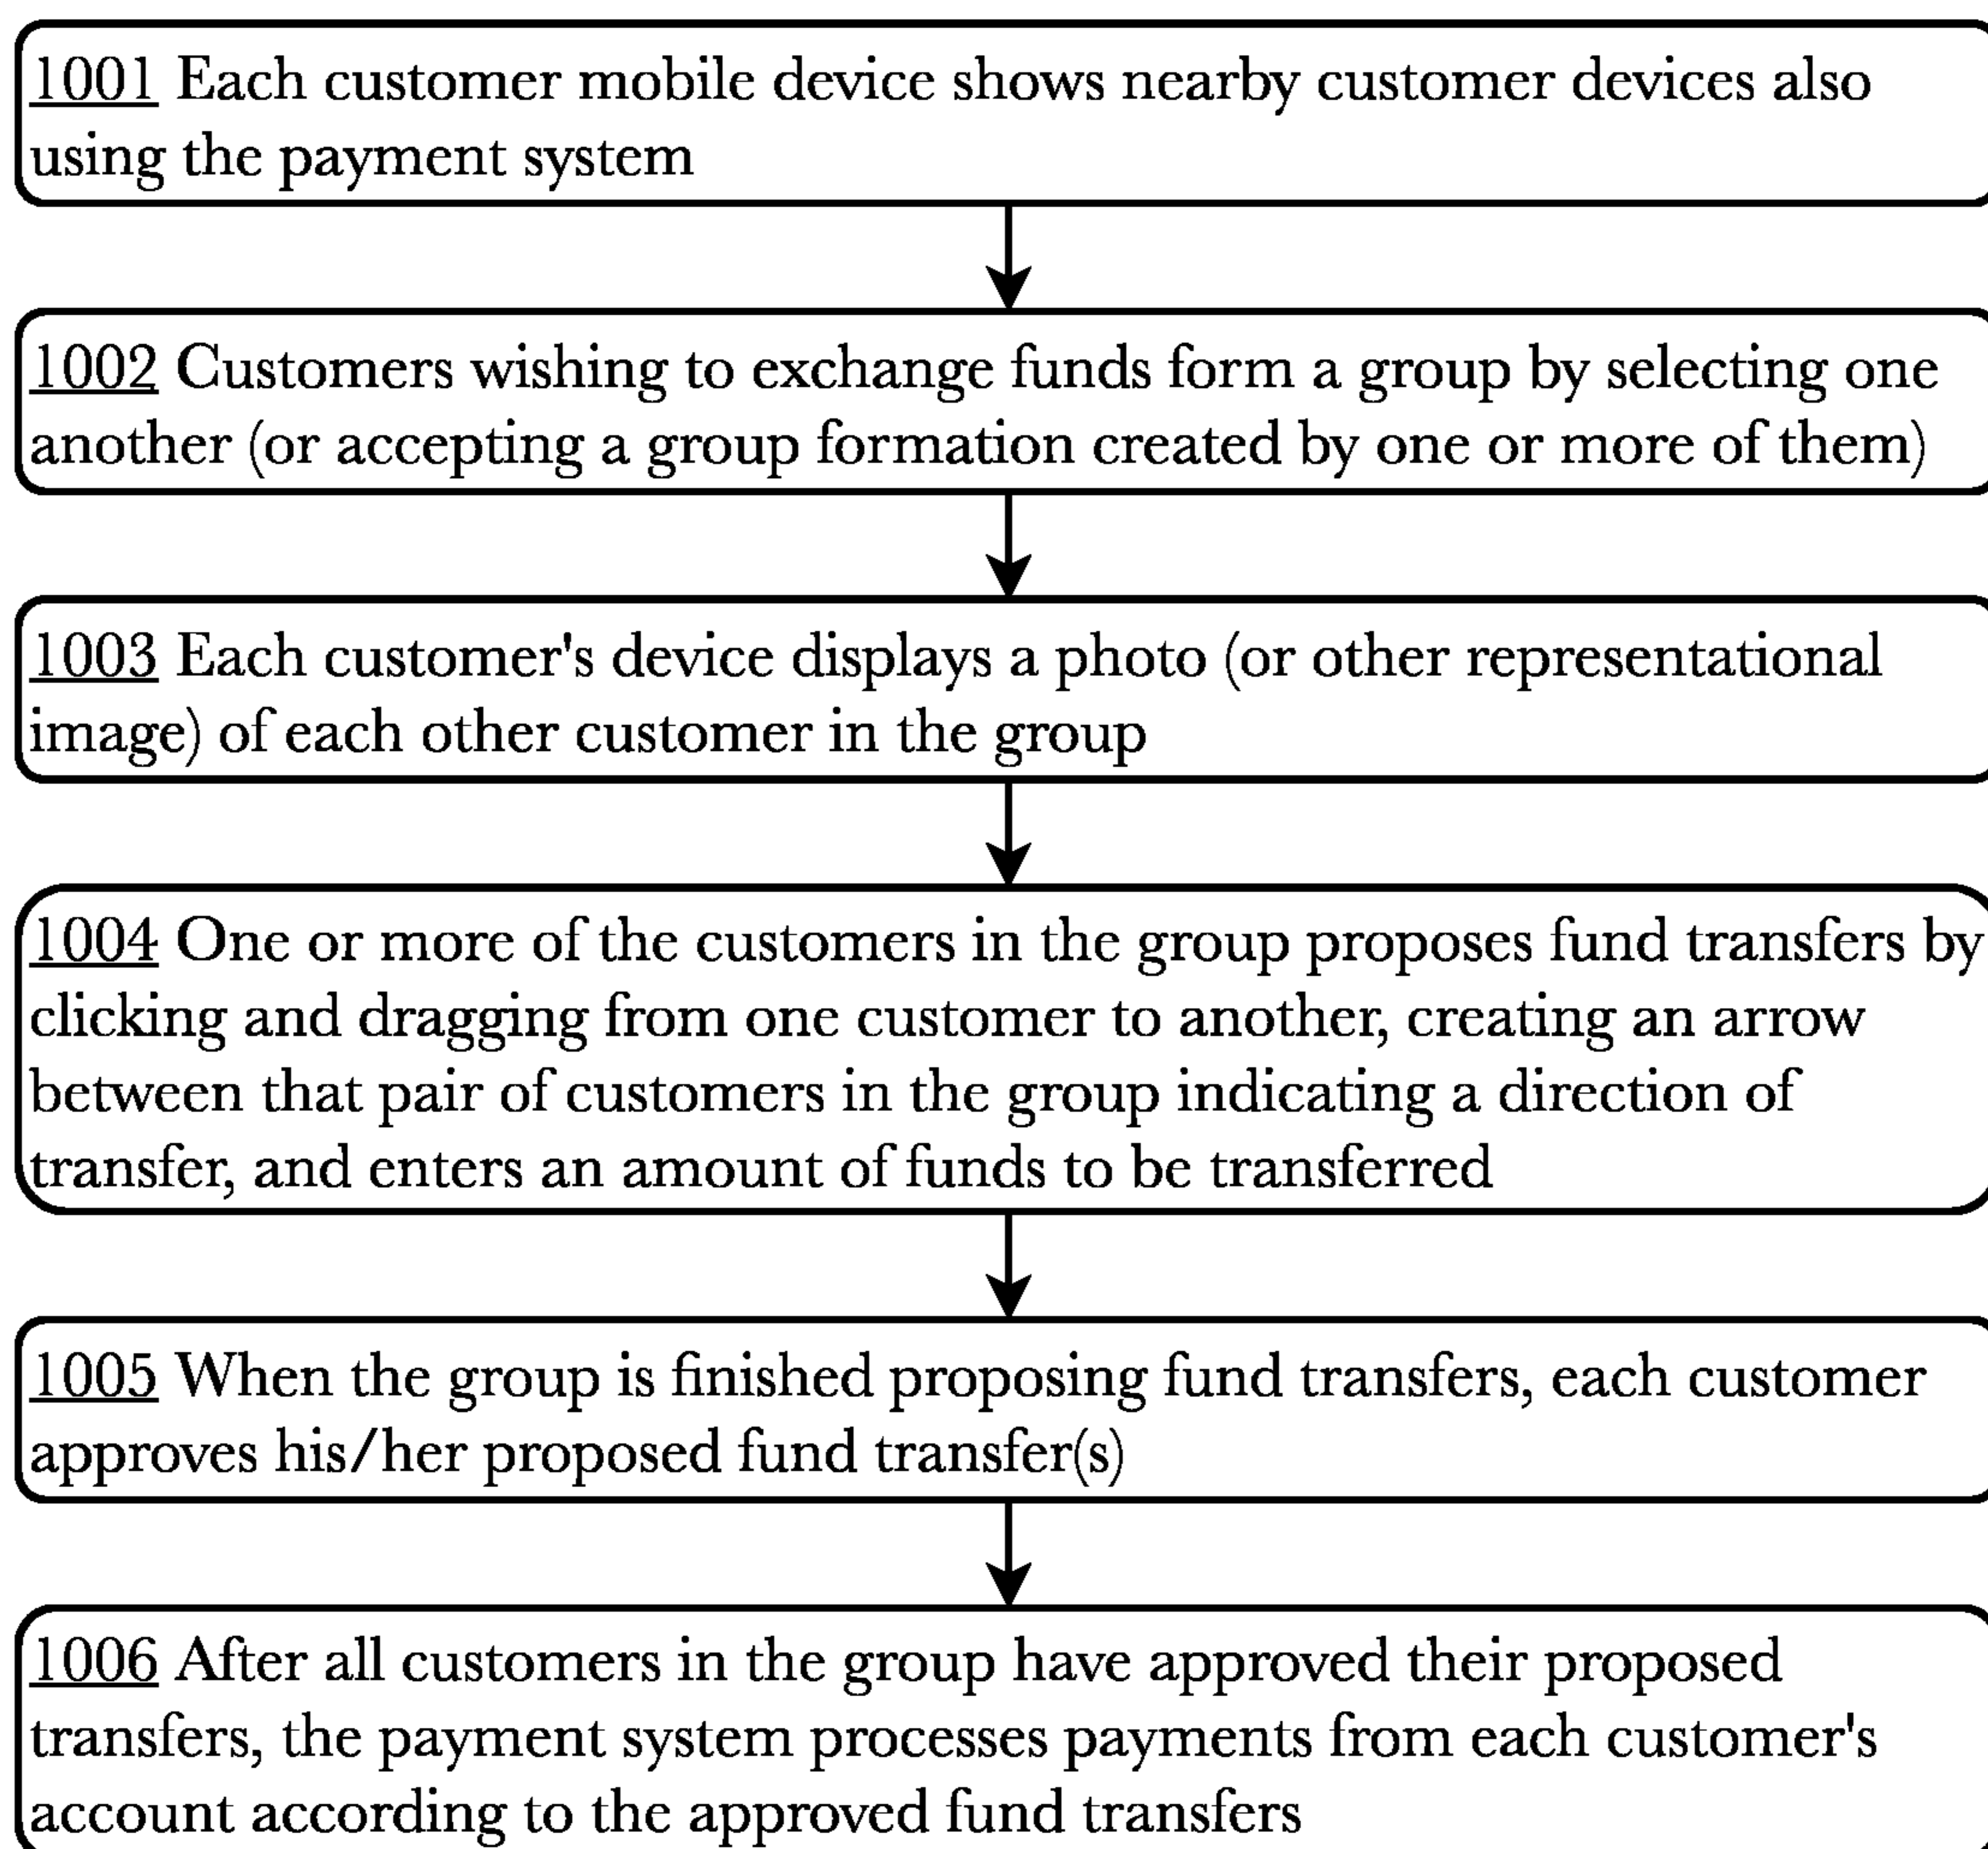 1001 Each customer mobile device shows nearby customer devices also
using the payment system
1002 Customers wishing to exchange funds form a group by selecting one
another (or accepting a group formation created by one or more of them)
1003 Each customer's device displays a photo (or other representational
image) of each other customer in the group
1004 One or more of the customers in the group proposes fund transfers by
clicking and dragging from one customer to another, creating an arrow
between that pair of customers in the group indicating a direction of
transfer, and enters an amount of funds to be transferred
1005 When the group is finished proposing fund transfers, each customer
approves his/her proposed fund transfer(s)
1006 After all customers in the group have approved their proposed
transfers, the payment system processes payments from each customer's
account according to the approved fund transfers